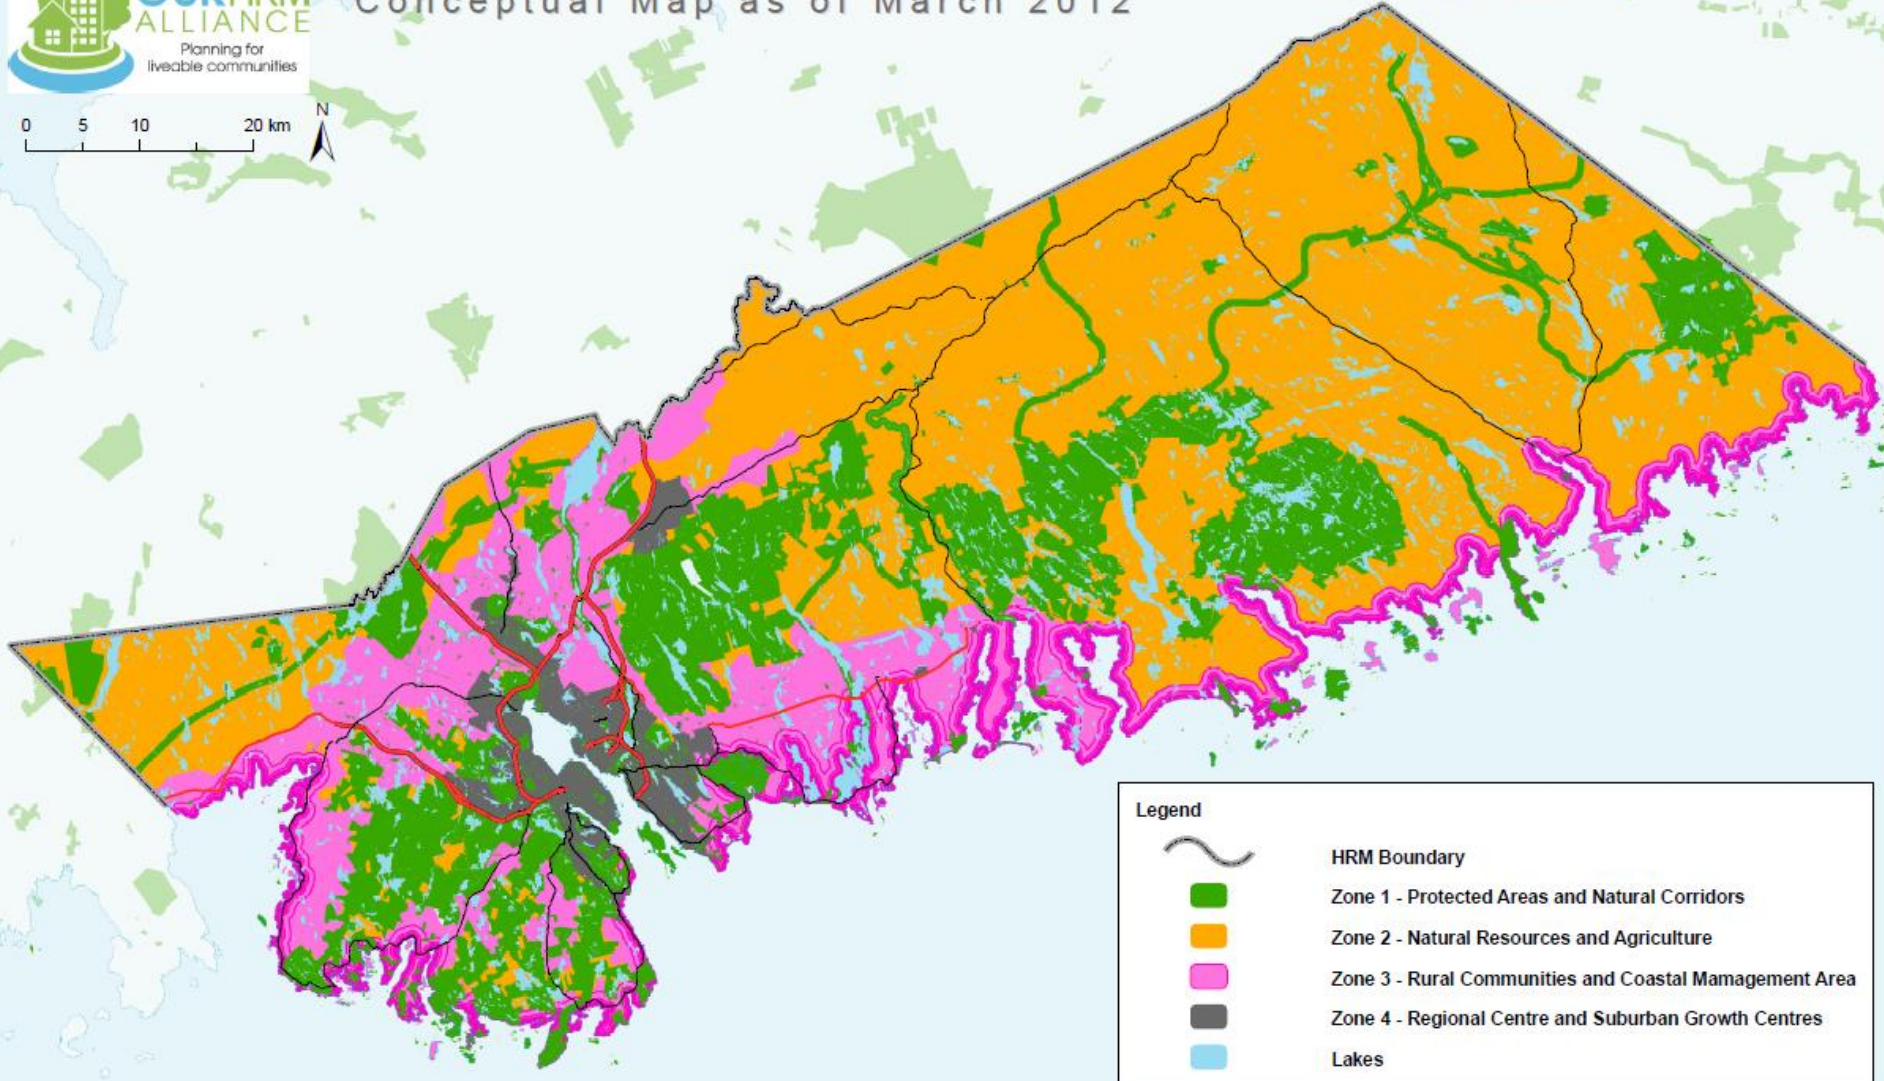 ALLIANCE
Planning for
liveable communities
Conceptual Map as of March 2012
0 5 10 20 km
N
Legend
HRM Boundary
Zone 1 - Protected Areas and Natural Corridors
Zone 2 - Natural Resources and Agriculture
Zone 3 - Rural Communities and Coastal Mamagement Area
Zone 4 - Regional Centre and Suburban Growth Centres
Lakes